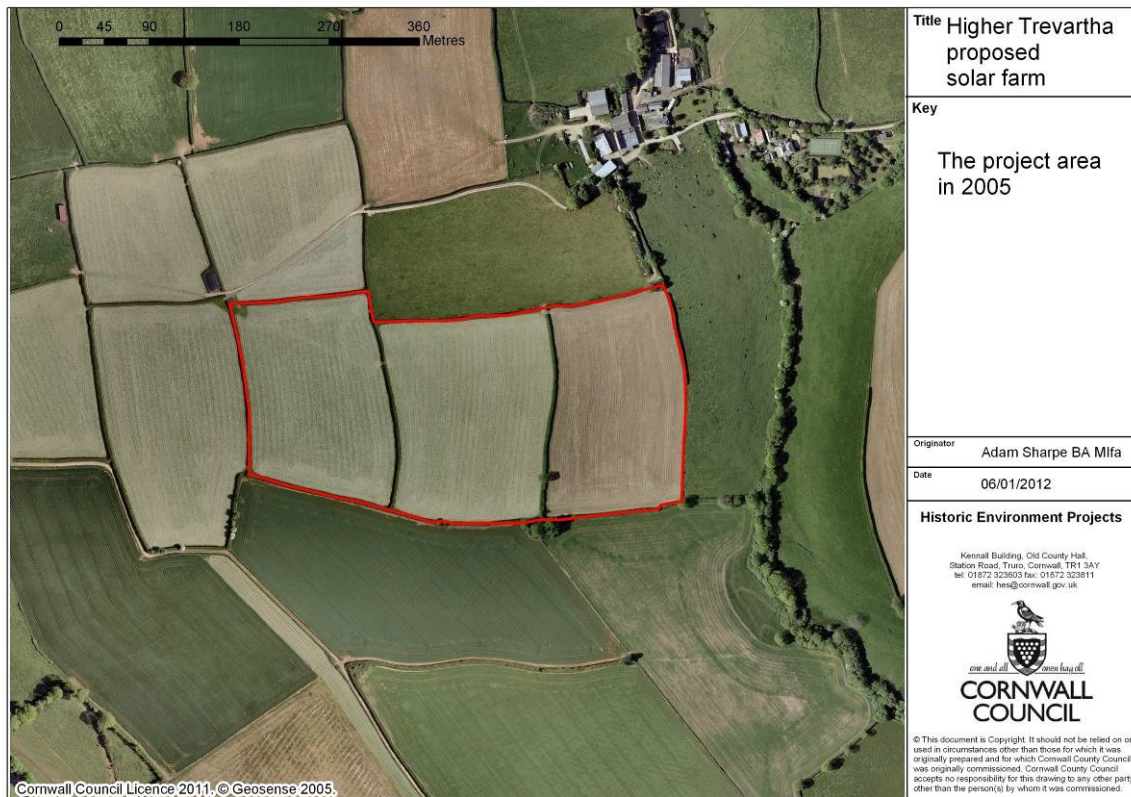 0 45 90 180 270 360
Metres
Title Higher Trevartha
proposed
solar farm
Key
The project area
in 2005
Originator
Adam Sharpe BA MIfa
Date
06/01/2012
Historic Environment Projects
Kennall Building, Old County Hall,
Station Road, Truro, Cornwall, TR1 3AY
tel: 01872 323603 fax: 01872 323811
email: hes@cornwall.gov.uk
one and all onen hag oll
CORNWALL
COUNCIL
© This document is Copyright. It should not be relied on or
used in circumstances other than those for which it was
originally prepared and for which Cornwall County Council
was originally commissioned. Cornwall County Council
accepts no responsibility for this drawing to any other party
other than the person(s) by whom it was commissioned.
Cornwall Council Licence 2011, © Geosense 2005.